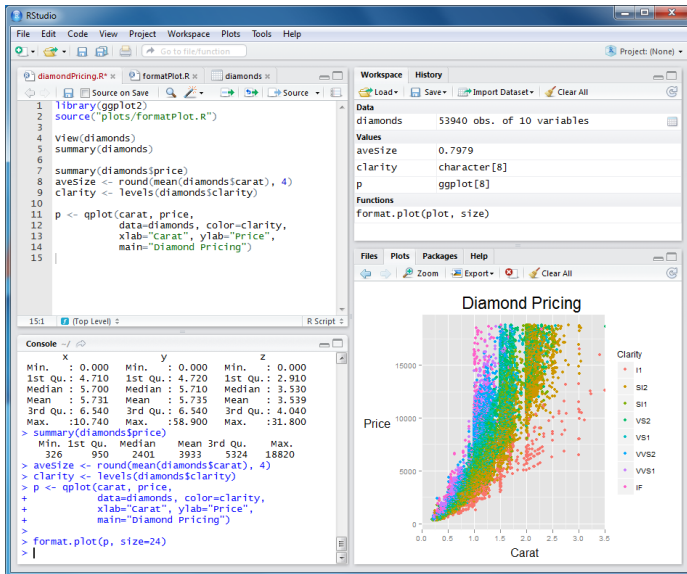 RStudio
File Edit Code View Project Workspace Plots Tools Help
Go to file/function
Project: (None)
diamondPricing.R* × formatPlot.R × diamonds ×
Source on Save Source
1 library(ggplot2)
2 source("plots/formatPlot.R")
3
4 View(diamonds)
5 summary(diamonds)
6
7 summary(diamonds$price)
8 aveSize <- round(mean(diamonds$carat), 4)
9 clarity <- levels(diamonds$clarity)
10
11 p <- qplot(carat, price,
12 data=diamonds, color=clarity,
13 xlab="Carat", ylab="Price",
14 main="Diamond Pricing")
15
15:1 (Top Level) R Script
Console ~/
x y z
Min. : 0.000 Min. : 0.000 Min. : 0.000
1st Qu.: 4.710 1st Qu.: 4.720 1st Qu.: 2.910
Median : 5.700 Median : 5.710 Median : 3.530
Mean : 5.731 Mean : 5.735 Mean : 3.539
3rd Qu.: 6.540 3rd Qu.: 6.540 3rd Qu.: 4.040
Max. :10.740 Max. :58.900 Max. :31.800
> summary(diamonds$price)
Min. 1st Qu. Median Mean 3rd Qu. Max.
326 950 2401 3933 5324 18820
> aveSize <- round(mean(diamonds$carat), 4)
> clarity <- levels(diamonds$clarity)
> p <- qplot(carat, price,
+ data=diamonds, color=clarity,
+ xlab="Carat", ylab="Price",
+ main="Diamond Pricing")
>
> format.plot(p, size=24)
>
Workspace History
Load Save Import Dataset Clear All
Data
diamonds 53940 obs. of 10 variables
Values
aveSize 0.7979
clarity character[8]
p ggplot[8]
Functions
format.plot(plot, size)
Files Plots Packages Help
Zoom Export Clear All
Diamond Pricing
Price
15000
10000
5000
0
0.0 0.5 1.0 1.5 2.0 2.5 3.0 3.5
Carat
Clarity
I1
SI2
SI1
VS2
VS1
VVS2
VVS1
IF